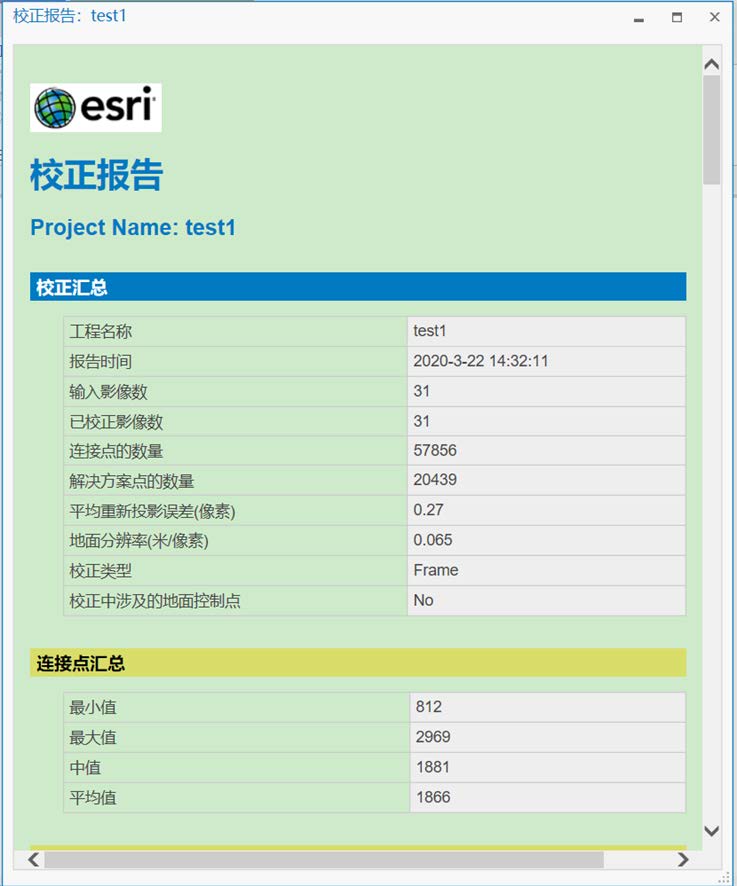 校正报告：test1
esri
校正报告
Project Name: test1
校正汇总
工程名称 test1
报告时间 2020-3-22 14:32:11
输入影像数 31
已校正影像数 31
连接点的数量 57856
解决方案点的数量 20439
平均重新投影误差(像素) 0.27
地面分辨率(米/像素) 0.065
校正类型 Frame
校正中涉及的地面控制点 No
连接点汇总
最小值 812
最大值 2969
中值 1881
平均值 1866